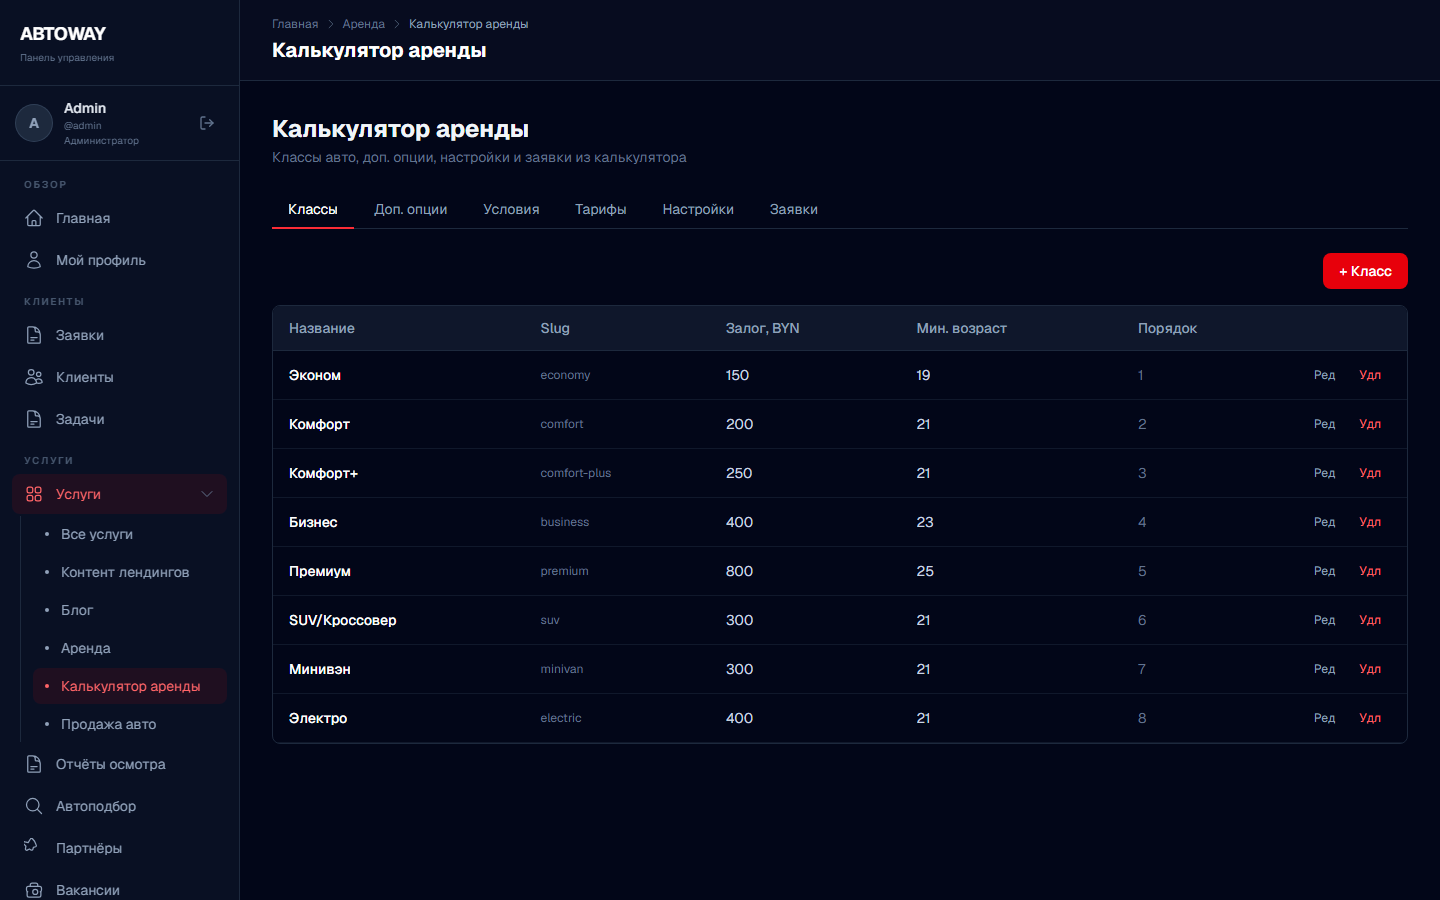 АВТОWAY
Панель управления
A
Admin
@admin
Администратор
ОБЗОР
Главная
Мой профиль
КЛИЕНТЫ
Заявки
Клиенты
Задачи
УСЛУГИ
Услуги
Все услуги
Контент лендингов
Блог
Аренда
Калькулятор аренды
Продажа авто
Отчёты осмотра
Автоподбор
Партнёры
Вакансии
Главная > Аренда > Калькулятор аренды
Калькулятор аренды
Калькулятор аренды
Классы авто, доп. опции, настройки и заявки из калькулятора
Классы Доп. опции Условия Тарифы Настройки Заявки
+ Класс
Название Slug Залог, BYN Мин. возраст Порядок
Эконом economy 150 19 1 Ред Удл
Комфорт comfort 200 21 2 Ред Удл
Комфорт+ comfort-plus 250 21 3 Ред Удл
Бизнес business 400 23 4 Ред Удл
Премиум premium 800 25 5 Ред Удл
SUV/Кроссовер suv 300 21 6 Ред Удл
Минивэн minivan 300 21 7 Ред Удл
Электро electric 400 21 8 Ред Удл